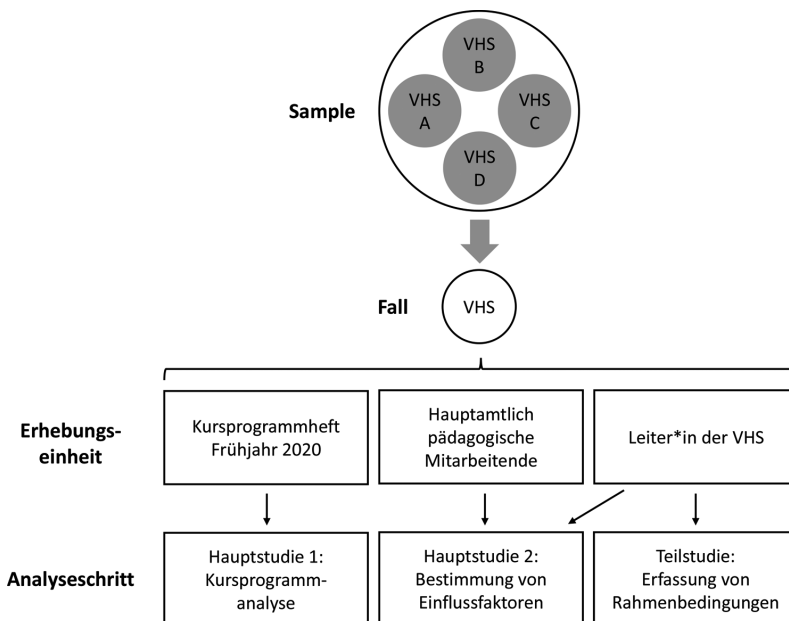 VHS
B
Sample
VHS
A
VHS
C
VHS
D
Fall
VHS
Erhebungs-
einheit
Kursprogrammheft
Frühjahr 2020
Hauptamtlich
pädagogische
Mitarbeitende
Leiter*in der VHS
Analyseschritt
Hauptstudie 1:
Kursprogramm-
analyse
Hauptstudie 2:
Bestimmung von
Einflussfaktoren
Teilstudie:
Erfassung von
Rahmenbedingungen